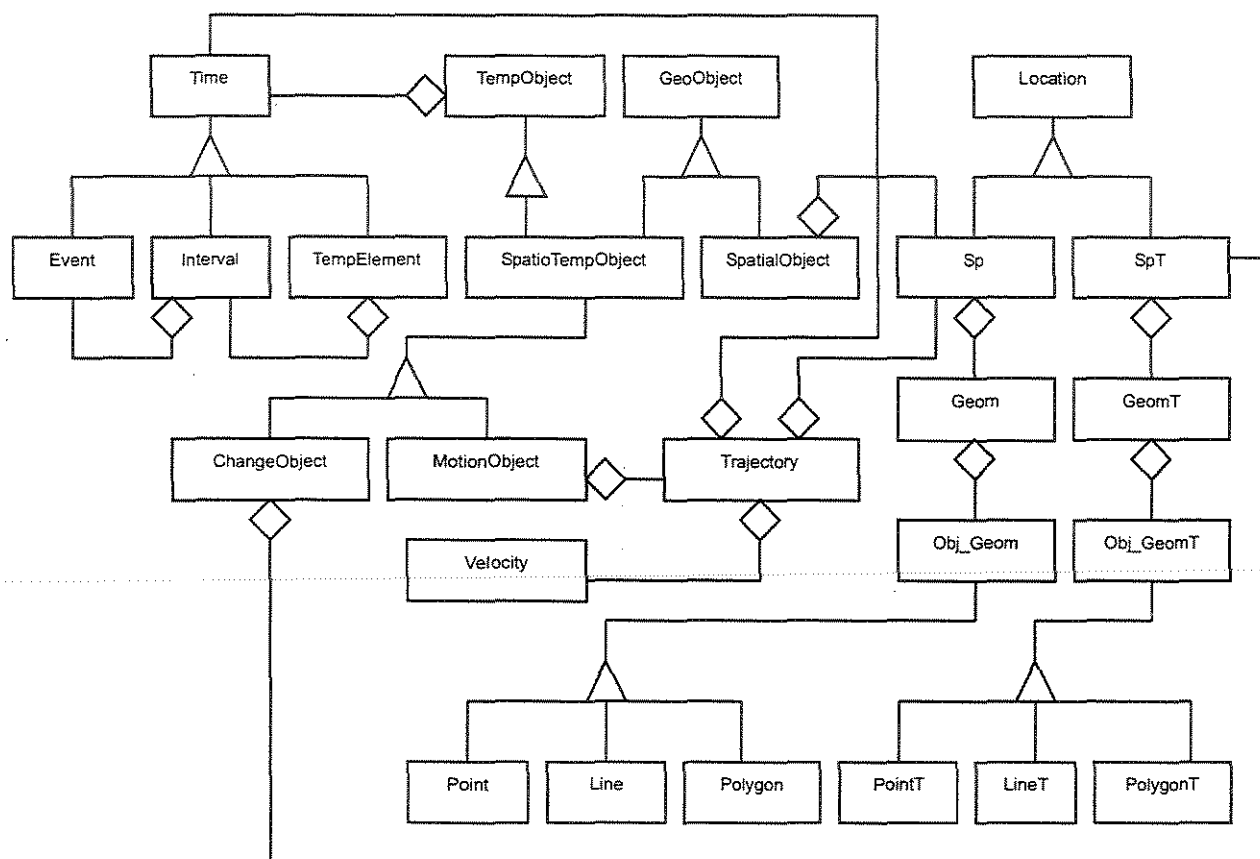 Time
TempObject
GeoObject
Location
Event
Interval
TempElement
SpatioTempObject
SpatialObject
Sp
SpT
Geom
GeomT
ChangeObject
MotionObject
Trajectory
Velocity
Obj_Geom
Obj_GeomT
Point
Line
Polygon
PointT
LineT
PolygonT